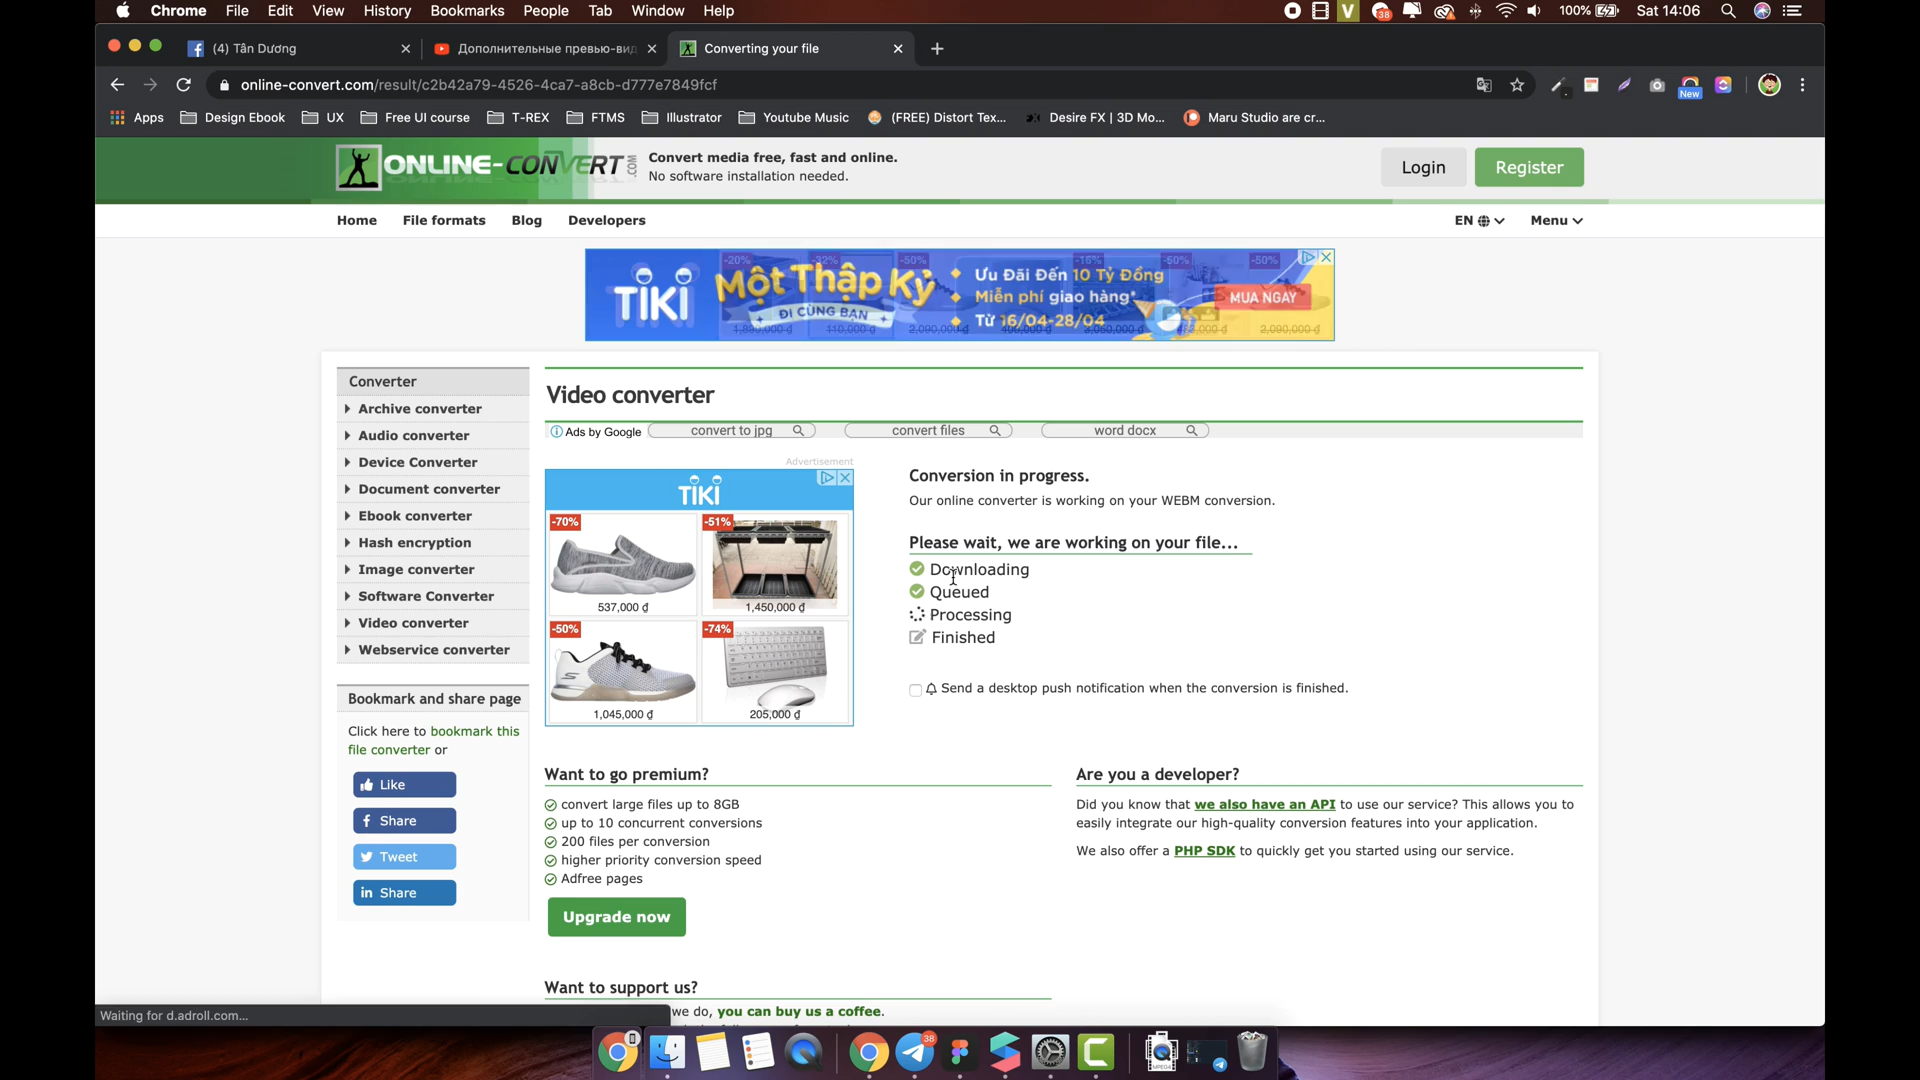 Chrome File Edit View History Bookmarks People Tab Window Help
38
100% Sat 14:06
(4) Tân Dương
Дополнительные превью-вид
Converting your file
online-convert.com/result/c2b42a79-4526-4ca7-a8cb-d777e7849fcf
New
Apps Design Ebook UX Free UI course T-REX FTMS Illustrator Youtube Music (FREE) Distort Tex... Desire FX | 3D Mo... Maru Studio are cr...
ONLINE-CONVERT.COM
Convert media free, fast and online.
No software installation needed.
Login Register
Home File formats Blog Developers
EN Menu
TIKI
Một Thập Kỷ
ĐI CÙNG BẠN
Ưu Đãi Đến 10 Tỷ Đồng
Miễn phí giao hàng*
Từ 16/04-28/04
MUA NGAY
Converter
Archive converter
Audio converter
Device Converter
Document converter
Ebook converter
Hash encryption
Image converter
Software Converter
Video converter
Webservice converter
Bookmark and share page
Click here to bookmark this
file converter or
Like
Share
Tweet
Share
Video converter
Ads by Google convert to jpg convert files word docx
Advertisement
TIKI
-70% -51%
537,000 ₫ 1,450,000 ₫
-50% -74%
1,045,000 ₫ 205,000 ₫
Conversion in progress.
Our online converter is working on your WEBM conversion.
Please wait, we are working on your file...
Downloading
Queued
Processing
Finished
Send a desktop push notification when the conversion is finished.
Want to go premium?
convert large files up to 8GB
up to 10 concurrent conversions
200 files per conversion
higher priority conversion speed
Adfree pages
Upgrade now
Are you a developer?
Did you know that we also have an API to use our service? This allows you to
easily integrate our high-quality conversion features into your application.
We also offer a PHP SDK to quickly get you started using our service.
Want to support us?
we do, you can buy us a coffee.
Waiting for d.adroll.com...
38